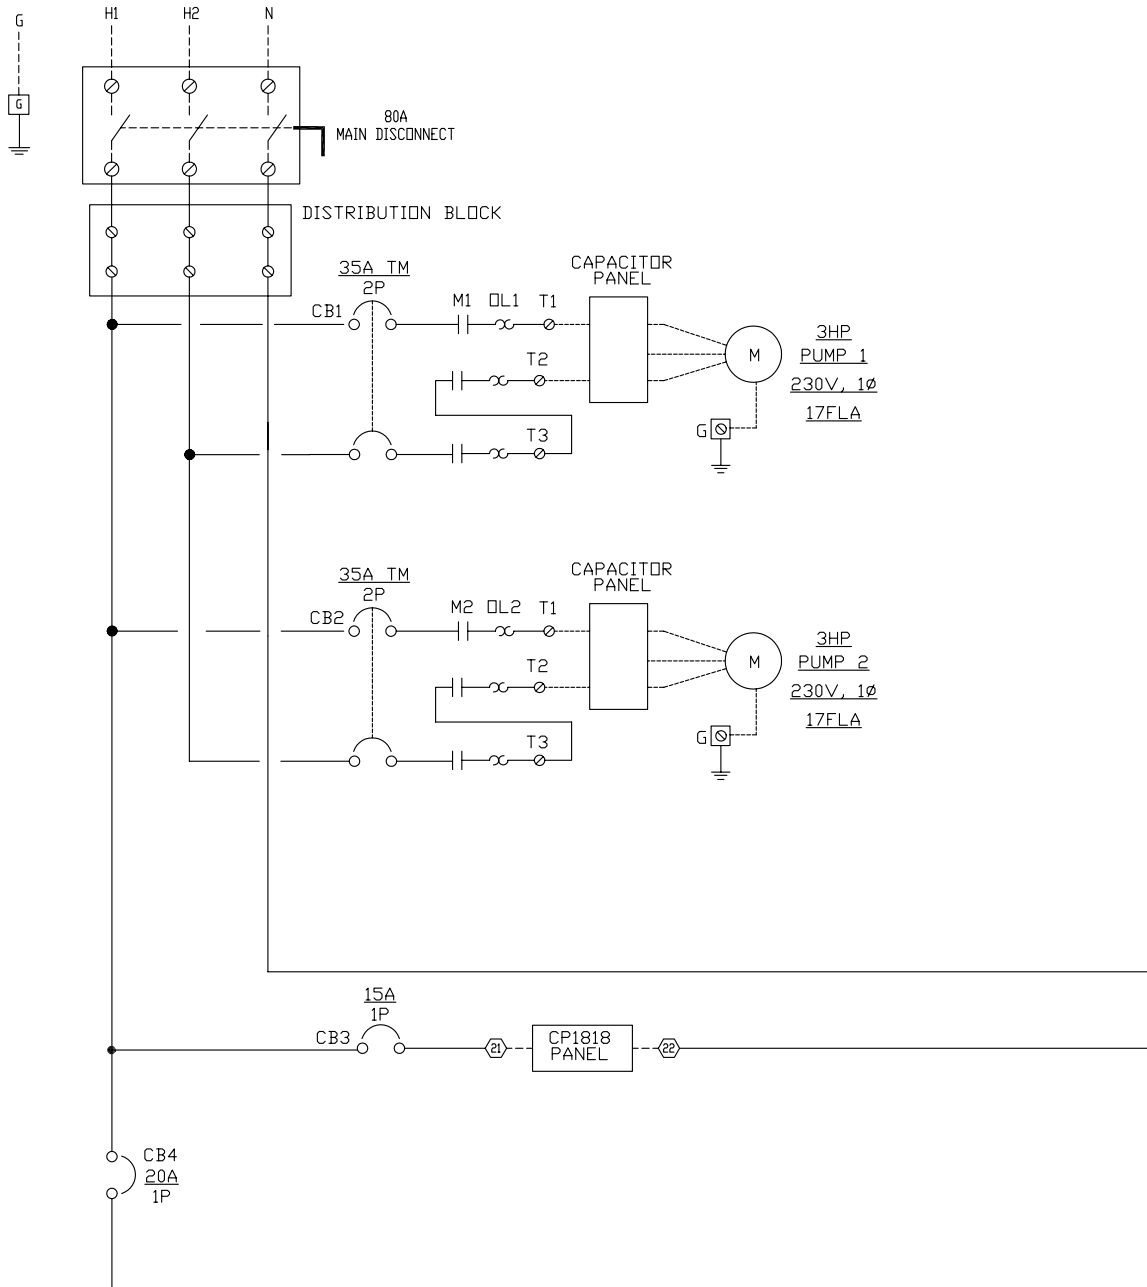 G
H1 H2 N
G
80A
MAIN DISCONNECT
DISTRIBUTION BLOCK
35A TM
2P
CB1
M1 OL1 T1
T2
T3
CAPACITOR
PANEL
M
G
3HP
PUMP 1
230V, 1Ø
17FLA
35A TM
2P
CB2
M2 OL2 T1
T2
T3
CAPACITOR
PANEL
M
G
3HP
PUMP 2
230V, 1Ø
17FLA
15A
1P
CB3
21
CP1818
PANEL
22
CB4
20A
1P